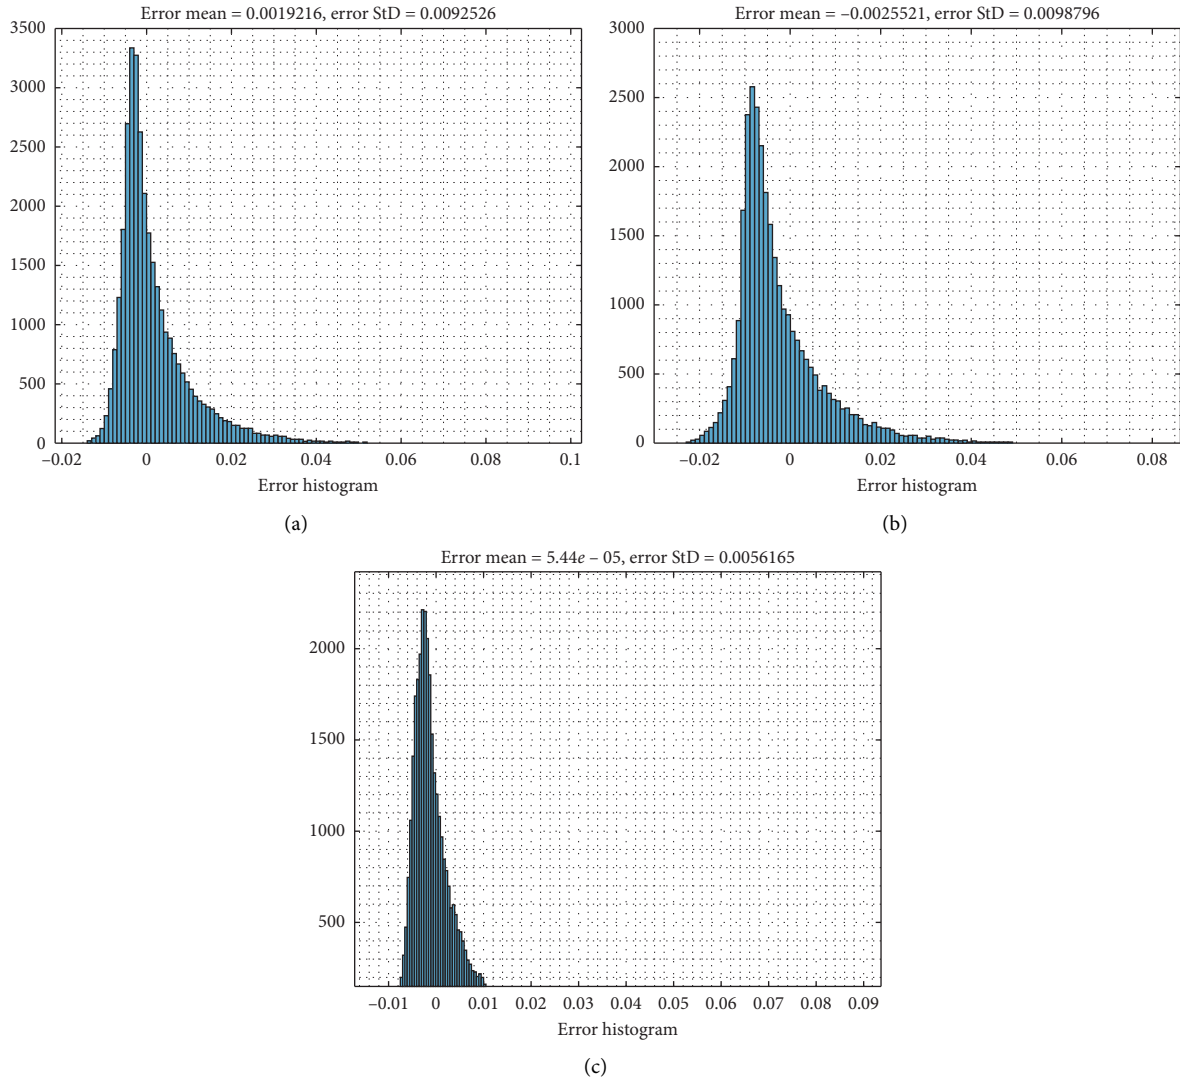 Error mean = 0.0019216, error StD = 0.0092526
3500
3000
3500
2500
2000
1500
1000
500
0
–0.02 0 0.02 0.04 0.06 0.08 0.1
Error histogram
(a)
Error mean = –0.0025521, error StD = 0.0098796
3000
2500
2000
1500
1000
500
0
–0.02 0 0.02 0.04 0.06 0.08
Error histogram
(b)
Error mean = 5.44e – 05, error StD = 0.0056165
2000
1500
1000
500
–0.01 0 0.01 0.02 0.03 0.04 0.05 0.06 0.07 0.08 0.09
Error histogram
(c)